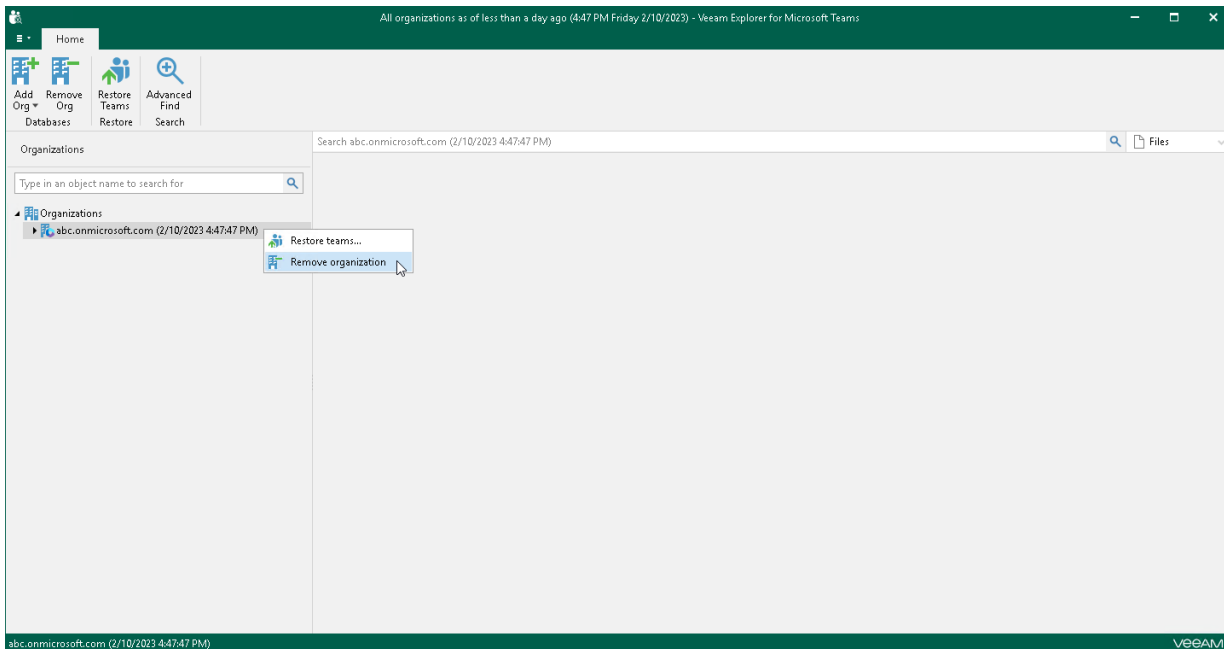 All organizations as of less than a day ago (4:47 PM Friday 2/10/2023) - Veeam Explorer for Microsoft Teams
Home
Add Org
Remove Org
Restore Teams
Advanced Find
Databases
Restore
Search
Organizations
Search abc.onmicrosoft.com (2/10/2023 4:47:47 PM)
Files
Type in an object name to search for
Organizations
abc.onmicrosoft.com (2/10/2023 4:47:47 PM)
Restore teams...
Remove organization
abc.onmicrosoft.com (2/10/2023 4:47:47 PM)
veeAM